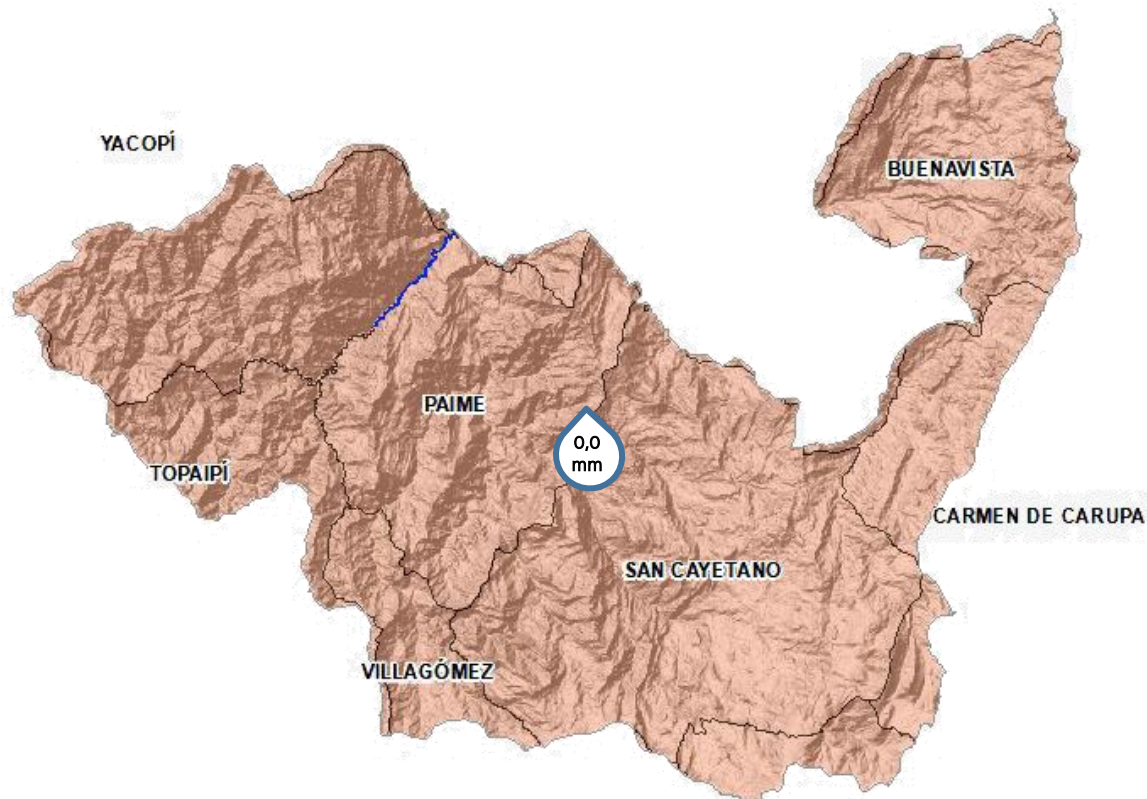 YACOPÍ
BUENAVISTA
PAIME
0,0
mm
TOPAIPÍ
CARMEN DE CARUPA
SAN CAYETANO
VILLAGÓMEZ